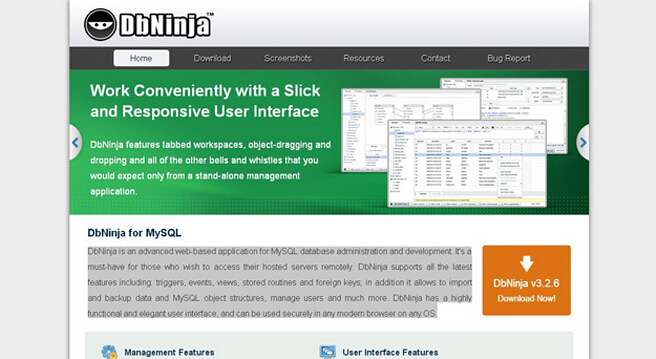 DbNinja™
Home Download Screenshots Resources Contact Bug Report
Work Conveniently with a Slick
and Responsive User Interface
DbNinja features tabbed workspaces, object-dragging and
dropping and all of the other bells and whistles that you
would expect only from a stand-alone management
application.
DbNinja for MySQL
DbNinja is an advanced web-based application for MySQL database administration and development. It's a
must-have for those who wish to access their hosted servers remotely. DbNinja supports all the latest
features including: triggers, events, views, stored routines and foreign keys; in addition it allows to import
and backup data and MySQL object structures, manage users and much more. DbNinja has a highly
functional and elegant user interface, and can be used securely in any modern browser on any OS.
DbNinja v3.2.6
Download Now!
Management Features
User Interface Features